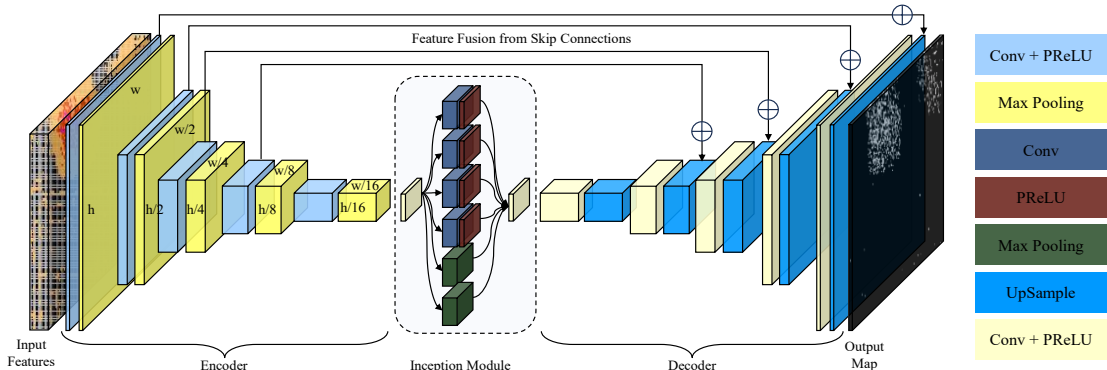 Feature Fusion from Skip Connections
w
w/2
w/4
w/8
w/16
h
h/2
h/4
h/8
h/16
Input
Features
Encoder
Inception Module
Decoder
Output
Map
Conv + PReLU
Max Pooling
Conv
PReLU
Max Pooling
UpSample
Conv + PReLU